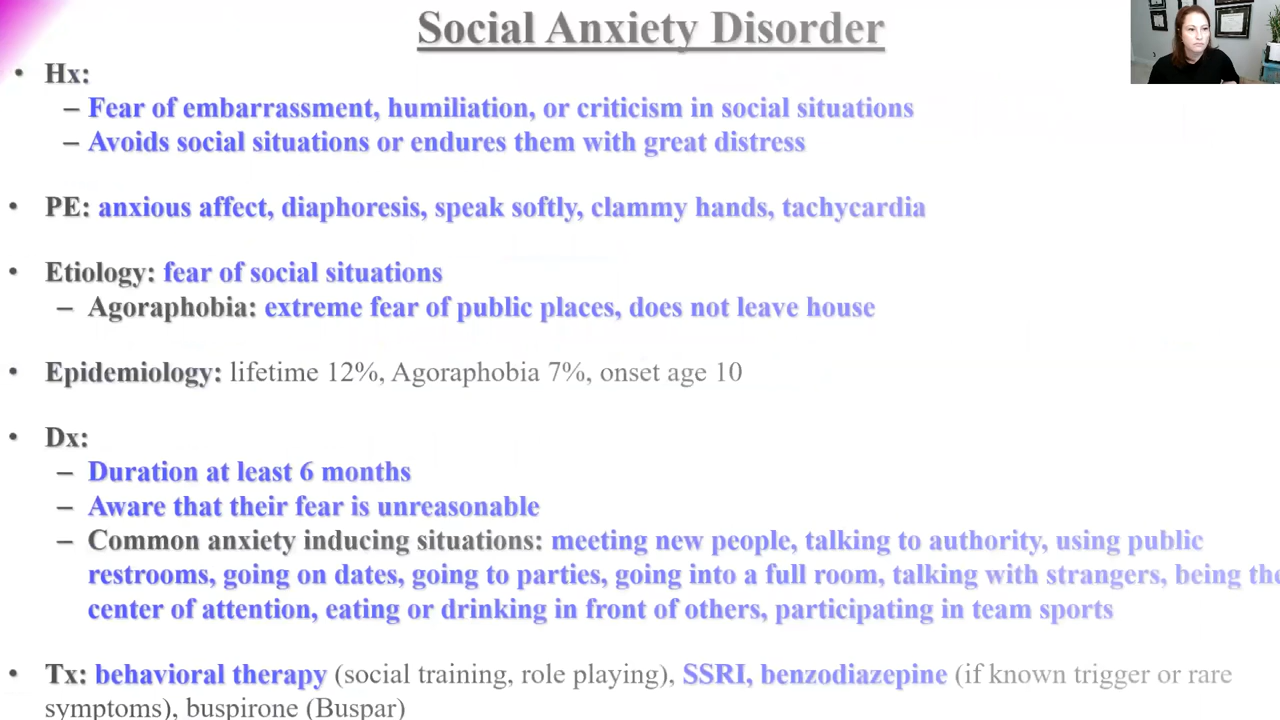 Social Anxiety Disorder
• Hx:
– Fear of embarrassment, humiliation, or criticism in social situations
– Avoids social situations or endures them with great distress
• PE: anxious affect, diaphoresis, speak softly, clammy hands, tachycardia
• Etiology: fear of social situations
– Agoraphobia: extreme fear of public places, does not leave house
• Epidemiology: lifetime 12%, Agoraphobia 7%, onset age 10
• Dx:
– Duration at least 6 months
– Aware that their fear is unreasonable
– Common anxiety inducing situations: meeting new people, talking to authority, using public
restrooms, going on dates, going to parties, going into a full room, talking with strangers, being the
center of attention, eating or drinking in front of others, participating in team sports
• Tx: behavioral therapy (social training, role playing), SSRI, benzodiazepine (if known trigger or rare
symptoms), buspirone (Buspar)